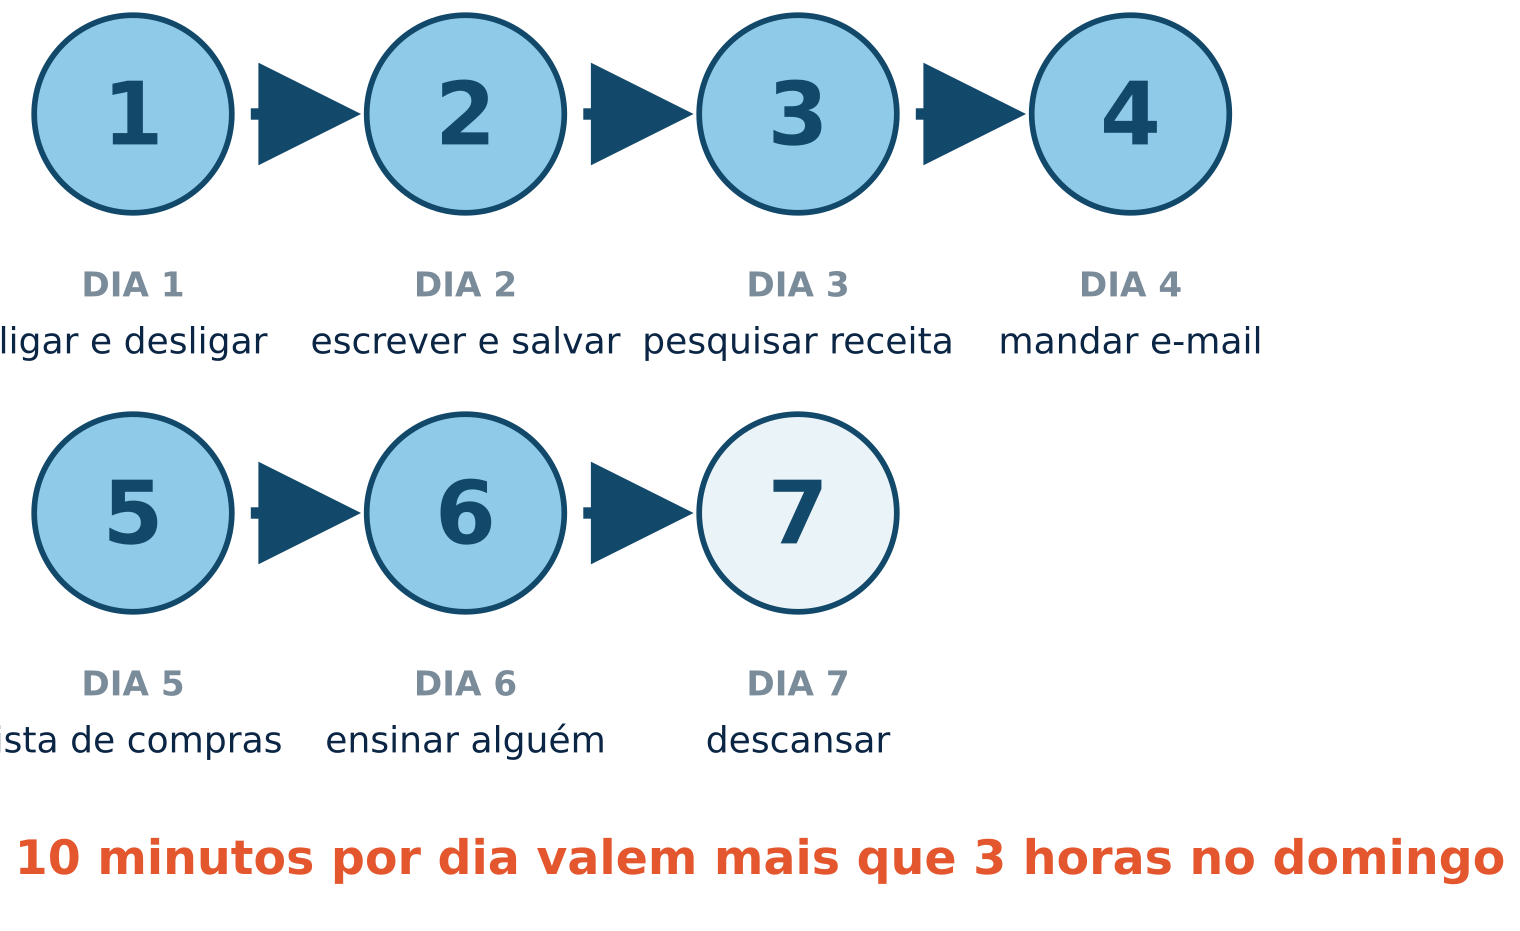 1 2 3 4
DIA 1 DIA 2 DIA 3 DIA 4
ligar e desligar escrever e salvar pesquisar receita mandar e-mail
5 6 7
DIA 5 DIA 6 DIA 7
de compras ensinar alguém descansar
10 minutos por dia valem mais que 3 horas no domingo